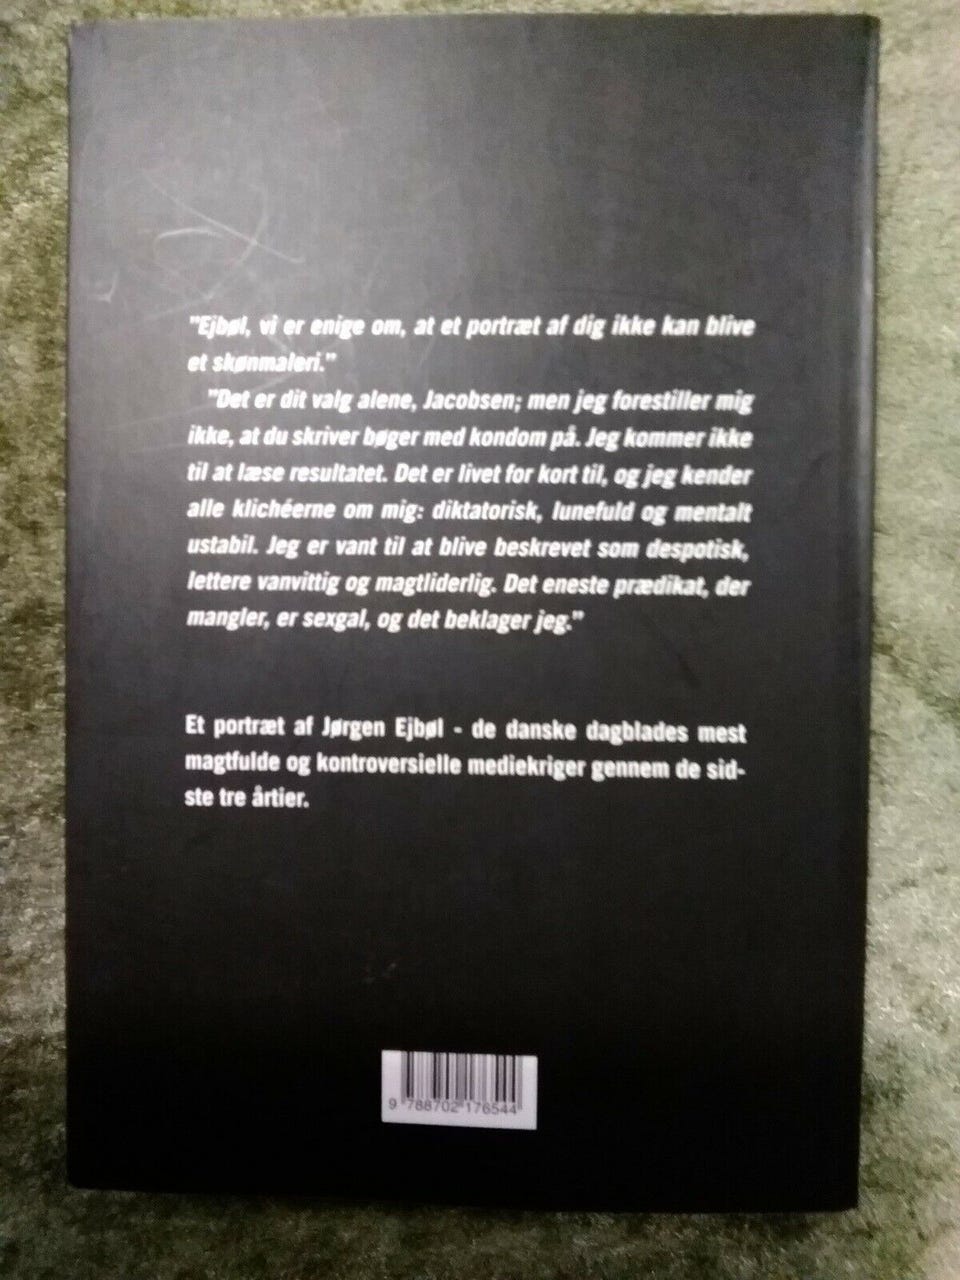 "Ejbøl, vi er enige om, at et portræt af dig ikke kan blive
et skønmaleri."
"Det er dit valg alene, Jacobsen; men jeg forestiller mig
ikke, at du skriver bøger med kondom på. Jeg kommer ikke
til at læse resultatet. Det er livet for kort til, og jeg kender
alle klichéerne om mig: diktatorisk, lunefuld og mentalt
ustabil. Jeg er vant til at blive beskrevet som despotisk,
lettere vanvittig og magtliderlig. Det eneste prædikat, der
mangler, er sexgal, og det beklager jeg."
Et portræt af Jørgen Ejbøl - de danske dagblades mest
magtfulde og kontroversielle mediekriger gennem de sid-
ste tre årtier.
9 788702 176544